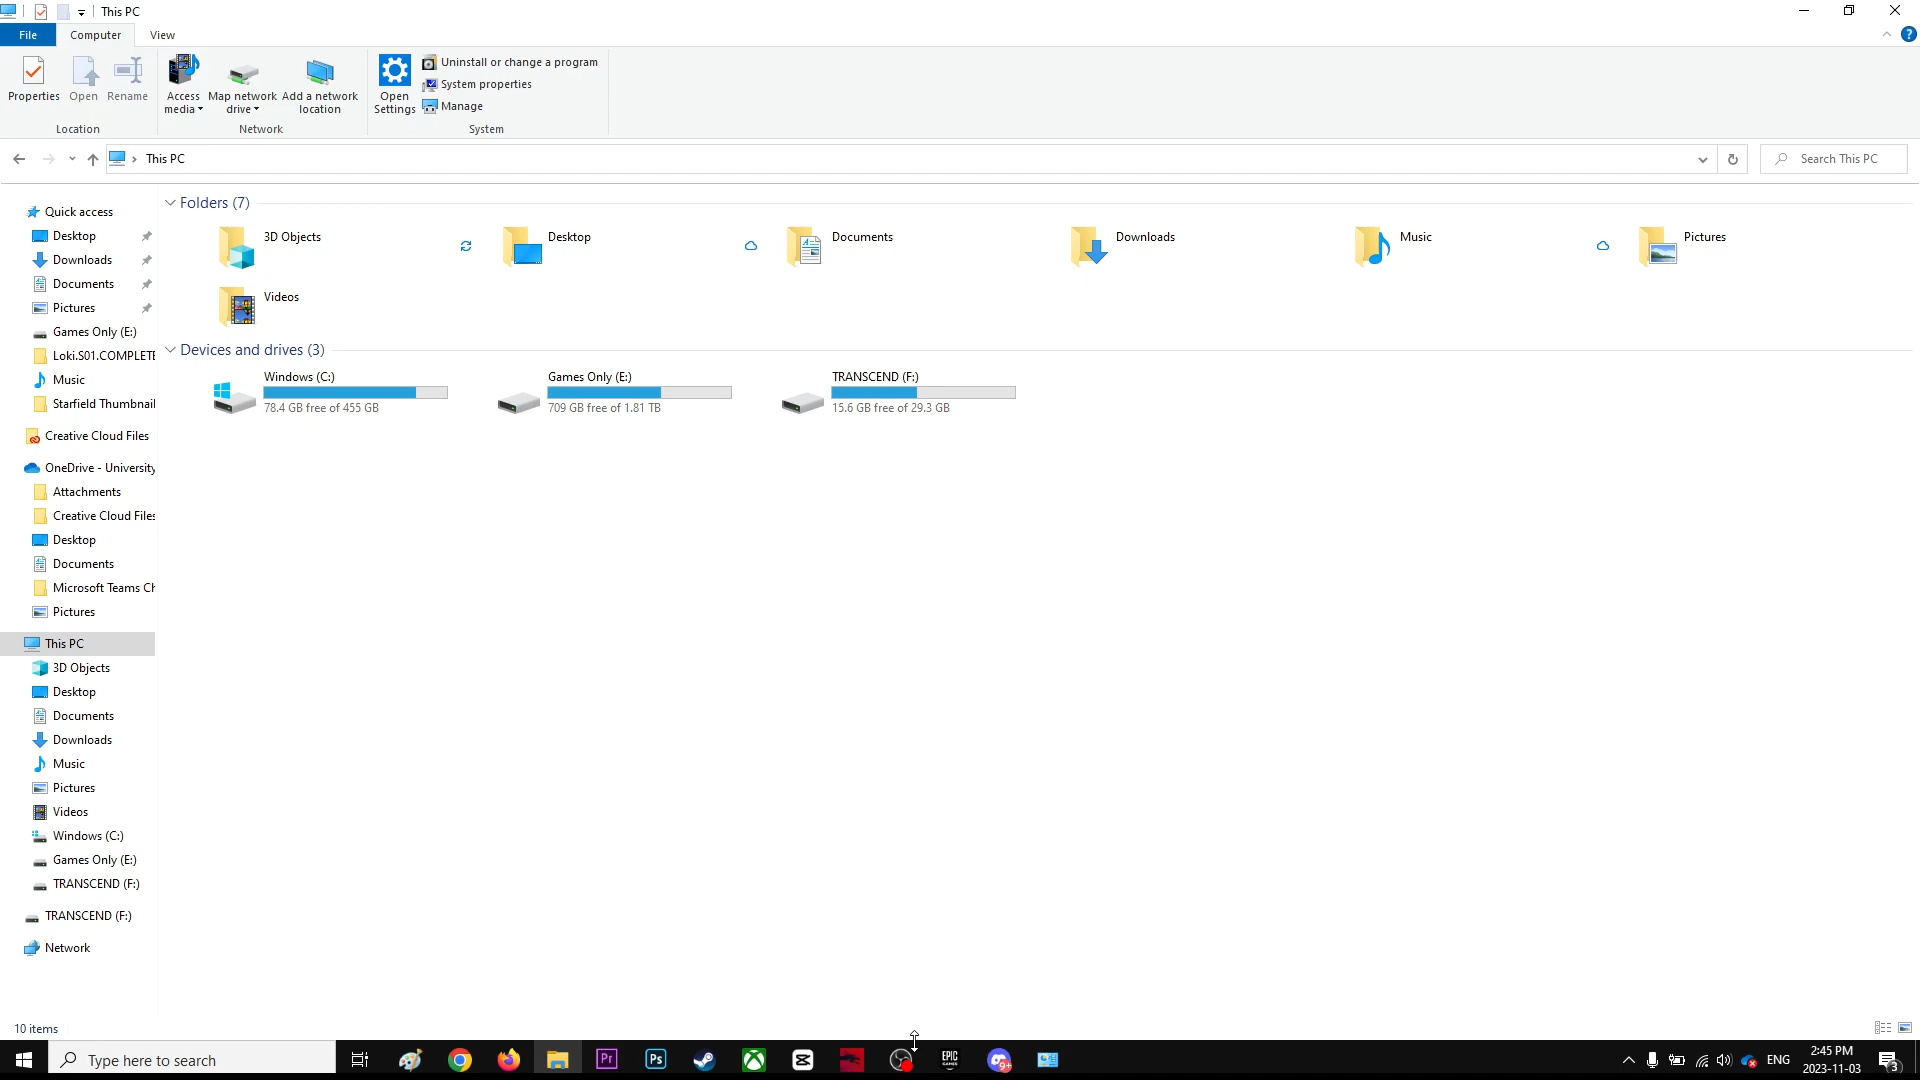 This PC
File
Computer
View
?
Properties
Open
Rename
Access media
Map network drive
Add a network location
Open Settings
Uninstall or change a program
System properties
Manage
Location
Network
System
This PC
Search This PC
Quick access
Desktop
Downloads
Documents
Pictures
Games Only (E:)
Loki.S01.COMPLETE
Music
Starfield Thumbnail
Creative Cloud Files
OneDrive - University
Attachments
Creative Cloud Files
Desktop
Documents
Microsoft Teams Ch
Pictures
This PC
3D Objects
Desktop
Documents
Downloads
Music
Pictures
Videos
Windows (C:)
Games Only (E:)
TRANSCEND (F:)
TRANSCEND (F:)
Network
Folders (7)
3D Objects
Desktop
Documents
Downloads
Music
Pictures
Videos
Devices and drives (3)
Windows (C:)
78.4 GB free of 455 GB
Games Only (E:)
709 GB free of 1.81 TB
TRANSCEND (F:)
15.6 GB free of 29.3 GB
10 items
Type here to search
Pr
Ps
EPIC GAMES
9+
ENG
2:45 PM
2023-11-03
3